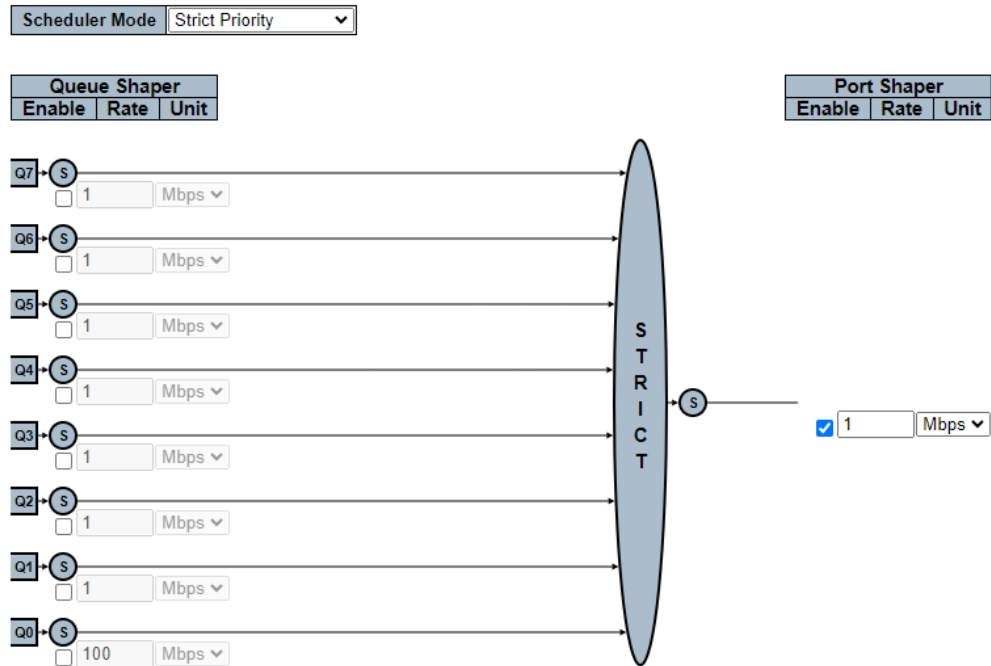 Scheduler Mode Strict Priority
Queue Shaper
Enable Rate Unit
Port Shaper
Enable Rate Unit
Q7 S
1 Mbps
Q6 S
1 Mbps
Q5 S
1 Mbps
Q4 S
1 Mbps
Q3 S
1 Mbps
Q2 S
1 Mbps
Q1 S
1 Mbps
Q0 S
100 Mbps
S
T
R
I
C
T
S
1 Mbps